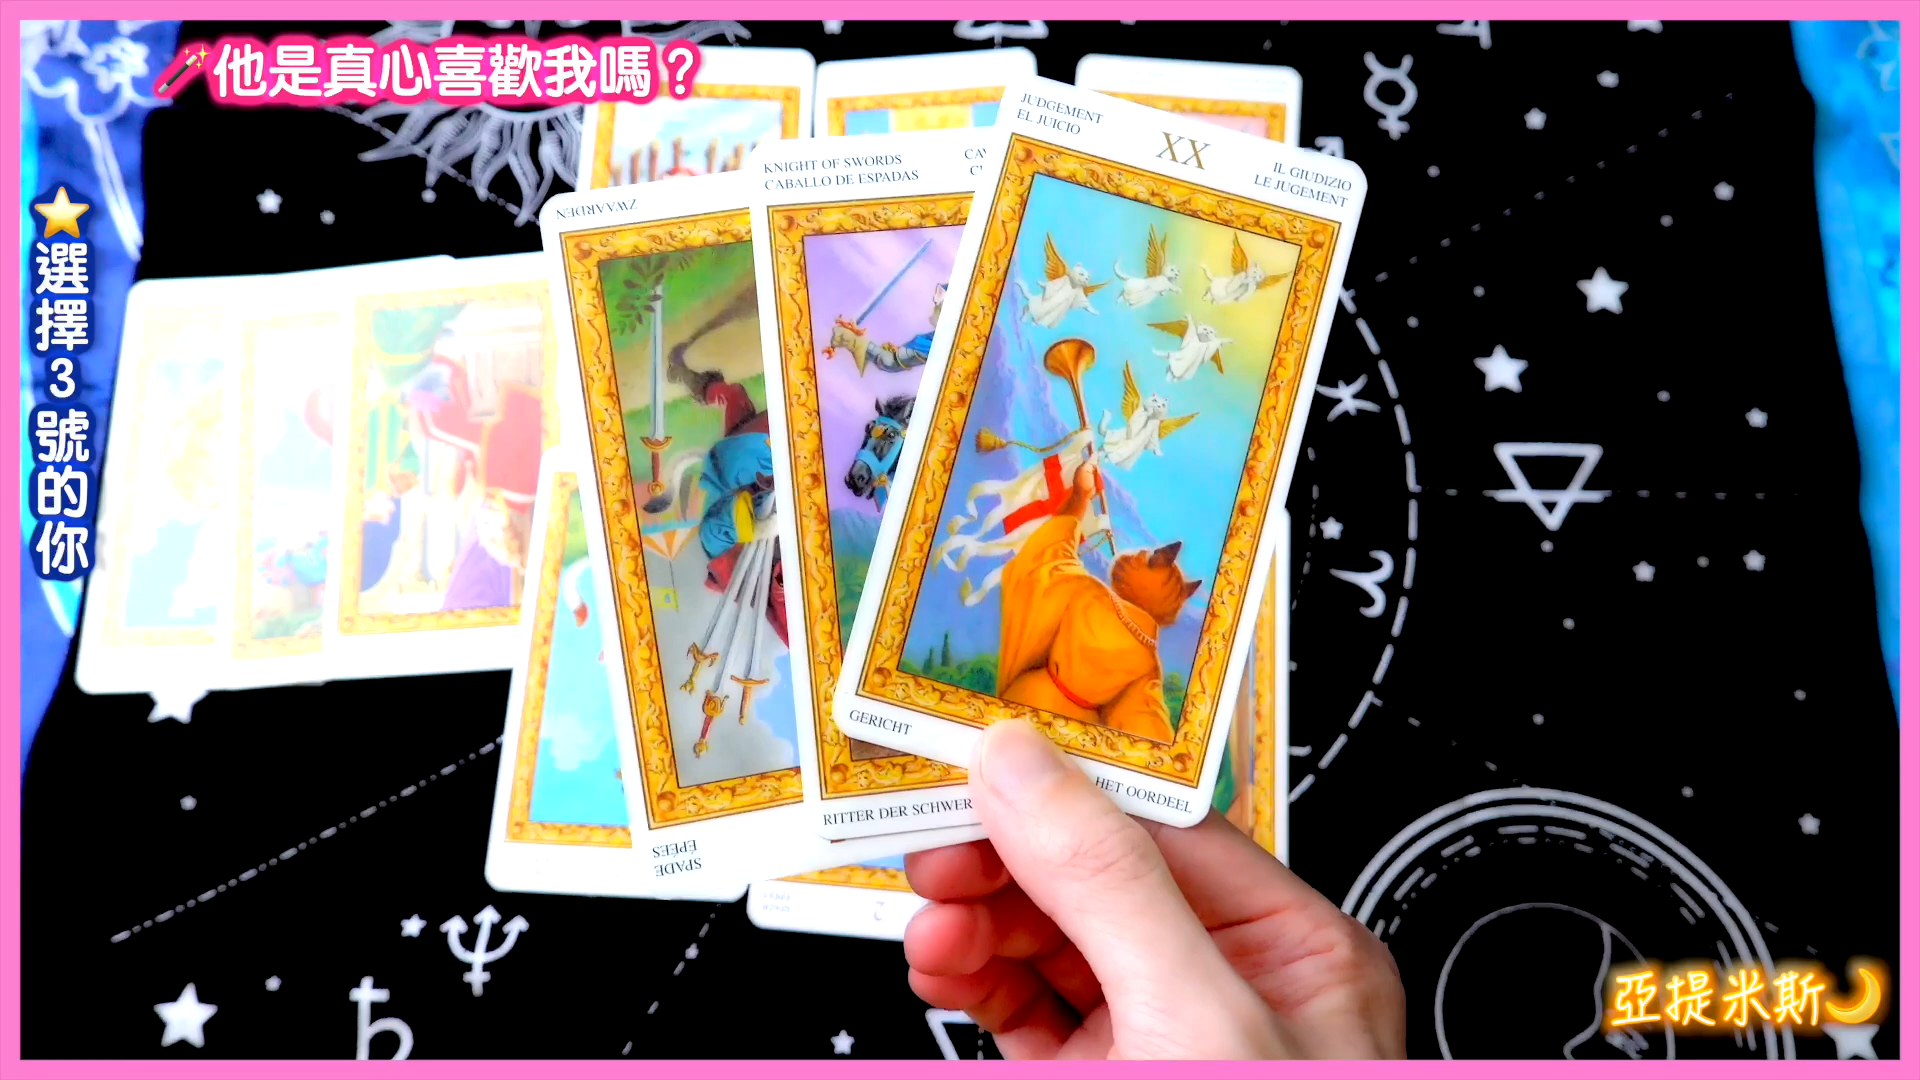 他是真心喜歡我嗎？
⭐選擇3號的你
JUDGEMENT
EL JUICIO
XX
IL GIUDIZIO
LE JUGEMENT
GERICHT
HET OORDEEL
KNIGHT OF SWORDS
CABALLO DE ESPADAS
RITTER DER SCHWER
ZWAARDEN
ÉPÉES
SPADE
2
亞提米斯🌙